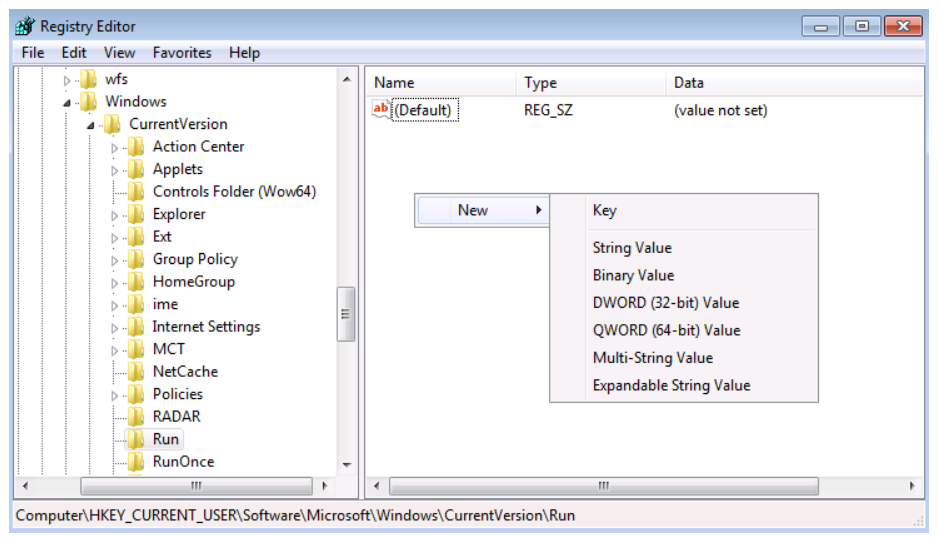 Registry Editor
File Edit View Favorites Help
wfs
Windows
CurrentVersion
Action Center
Applets
Controls Folder (Wow64)
Explorer
Ext
Group Policy
HomeGroup
ime
Internet Settings
MCT
NetCache
Policies
RADAR
Run
RunOnce
Name Type Data
ab (Default) REG_SZ (value not set)
New
Key
String Value
Binary Value
DWORD (32-bit) Value
QWORD (64-bit) Value
Multi-String Value
Expandable String Value
Computer\HKEY_CURRENT_USER\Software\Microsoft\Windows\CurrentVersion\Run